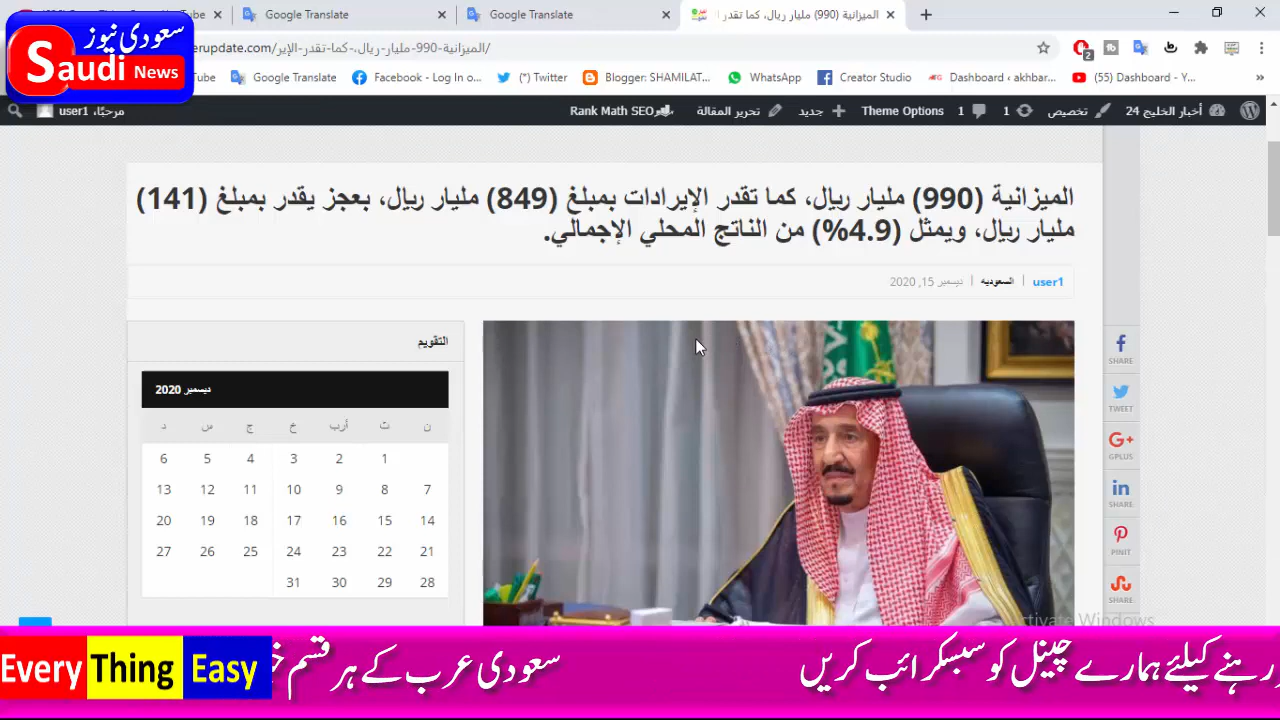 Google Translate
Google Translate
الميزانية (990) مليار ريال، كما تقدر
سعودی نیوز
Saudi News
erupdate.com/الميزانية-990-مليار-ريال،-كما-تقدر-الإير/
2
Google Translate
Facebook - Log In o...
(*) Twitter
Blogger: SHAMILAT...
WhatsApp
Creator Studio
Dashboard ‹ akhbar...
(55) Dashboard - Y...
»
أخبار الخليج 24
تخصيص
1
1
Theme Options
جديد
تحرير المقالة
Rank Math SEO
مرحبًا، user1
الميزانية (990) مليار ريال، كما تقدر الإيرادات بمبلغ (849) مليار ريال، بعجز يقدر بمبلغ (141)
مليار ريال، ويمثل (4.9%) من الناتج المحلي الإجمالي.
user1 | السعودية | ديسمبر 15, 2020
التقويم
ديسمبر 2020
ن ث أرب خ ج س د
1 2 3 4 5 6
7 8 9 10 11 12 13
14 15 16 17 18 19 20
21 22 23 24 25 26 27
28 29 30 31
SHARE
TWEET
G+
GPLUS
in
SHARE
PINIT
SHARE
Activate Windows
Every Thing Easy
رہنے کیلئے ہمارے چینل کو سبسکرائب کریں
سعودی عرب کے ہر قسم